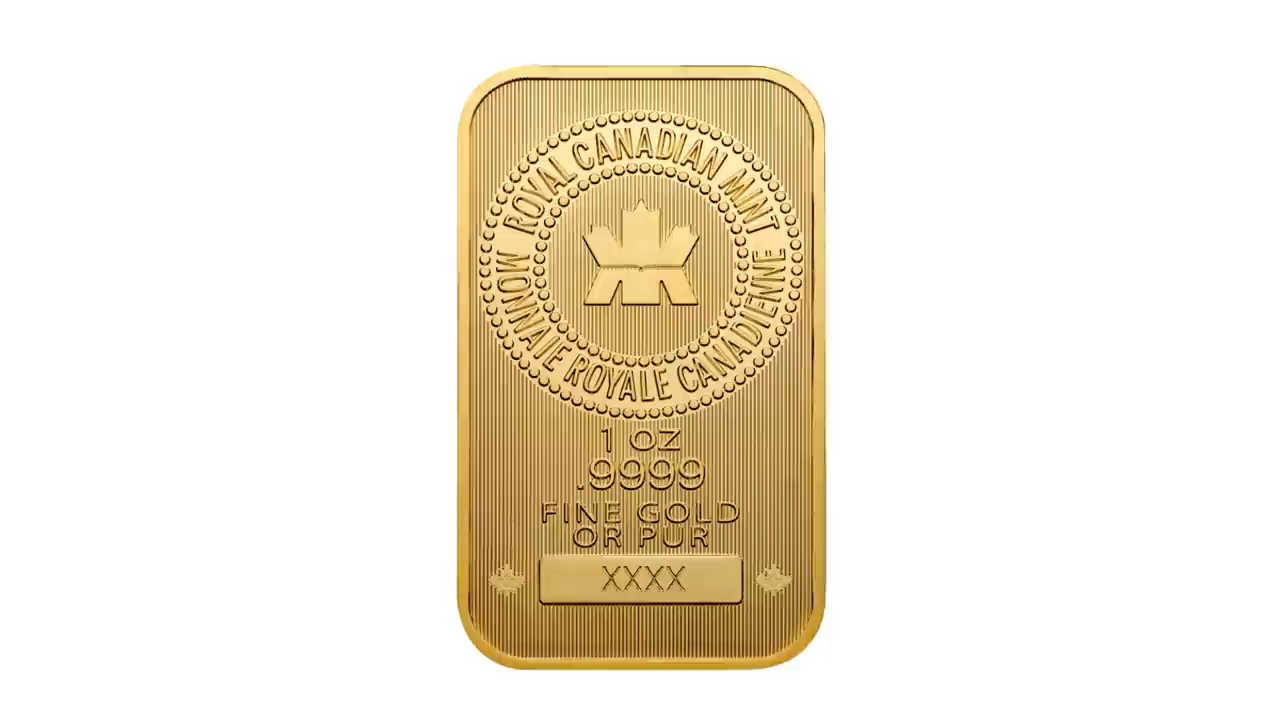 ROYAL CANADIAN MINT
MONNAIE ROYALE CANADIENNE
1 OZ
.9999
FINE GOLD
OR PUR
XXXX